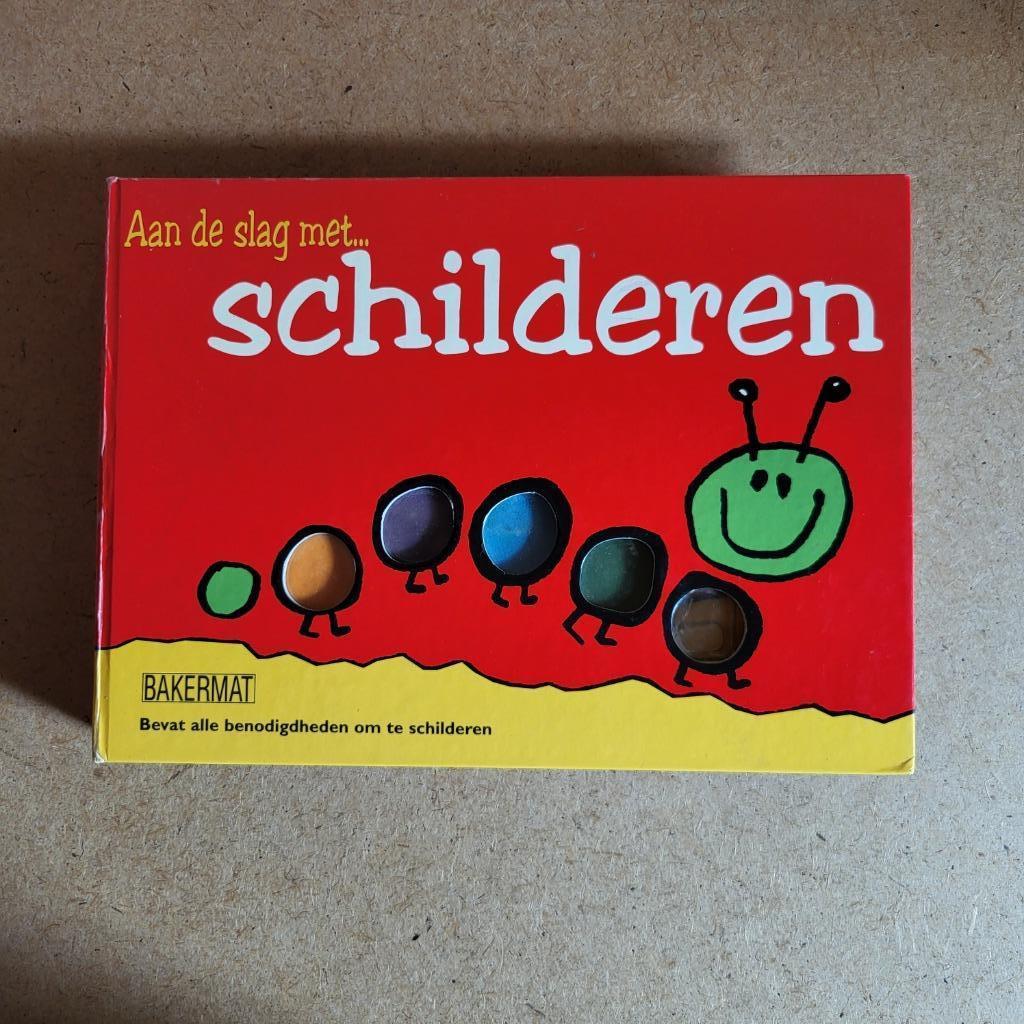 Aan de slag met...
schilderen
BAKERMAT
Bevat alle benodigdheden om te schilderen